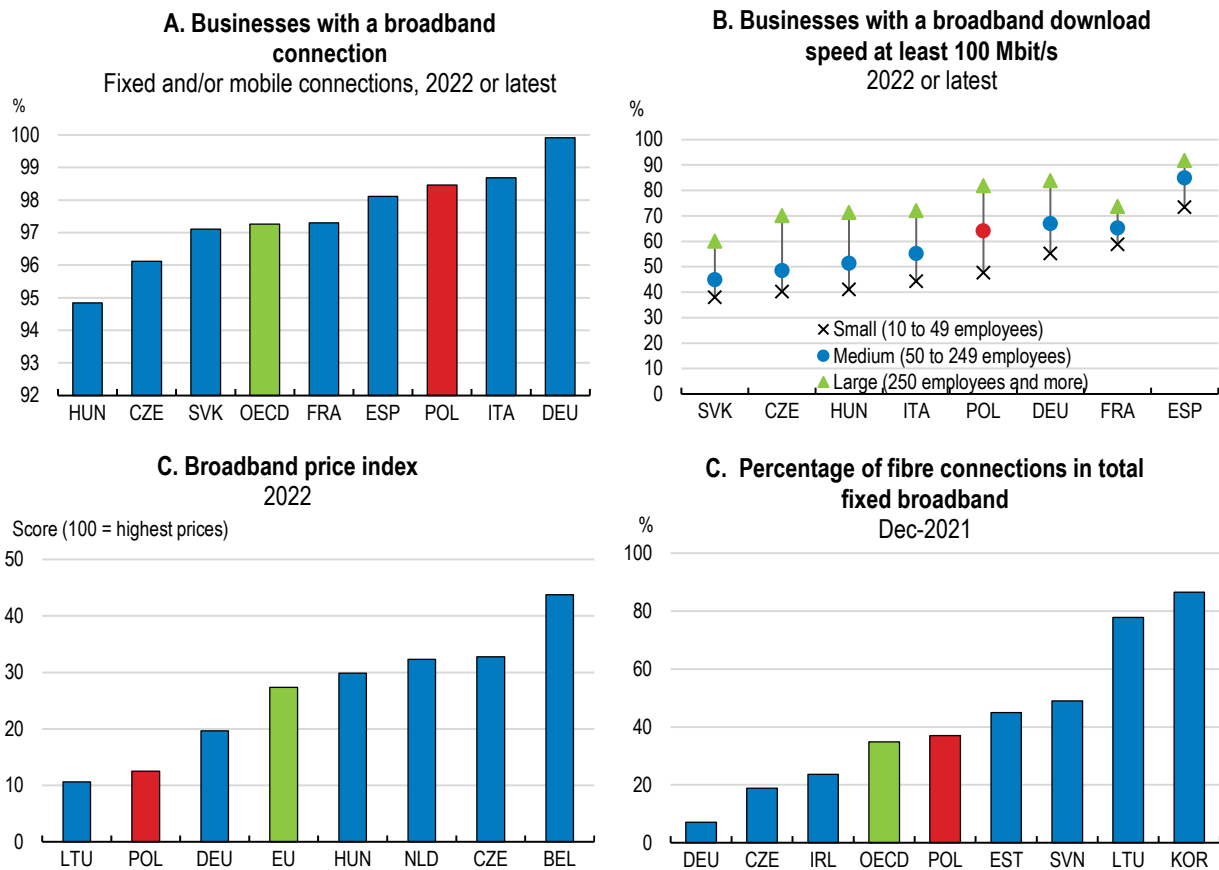 A. Businesses with a broadband
connection
Fixed and/or mobile connections, 2022 or latest
%
100
99
98
97
96
95
94
93
92
HUN CZE SVK OECD FRA ESP POL ITA DEU
B. Businesses with a broadband download
speed at least 100 Mbit/s
2022 or latest
%
100
90
80
70
60
50
40
30
20
10
0
Small (10 to 49 employees)
Medium (50 to 249 employees)
Large (250 employees and more)
SVK CZE HUN ITA POL DEU FRA ESP
C. Broadband price index
2022
Score (100 = highest prices)
50
40
30
20
10
0
LTU POL DEU EU HUN NLD CZE BEL
C. Percentage of fibre connections in total
fixed broadband
Dec-2021
%
100
80
60
40
20
0
DEU CZE IRL OECD POL EST SVN LTU KOR